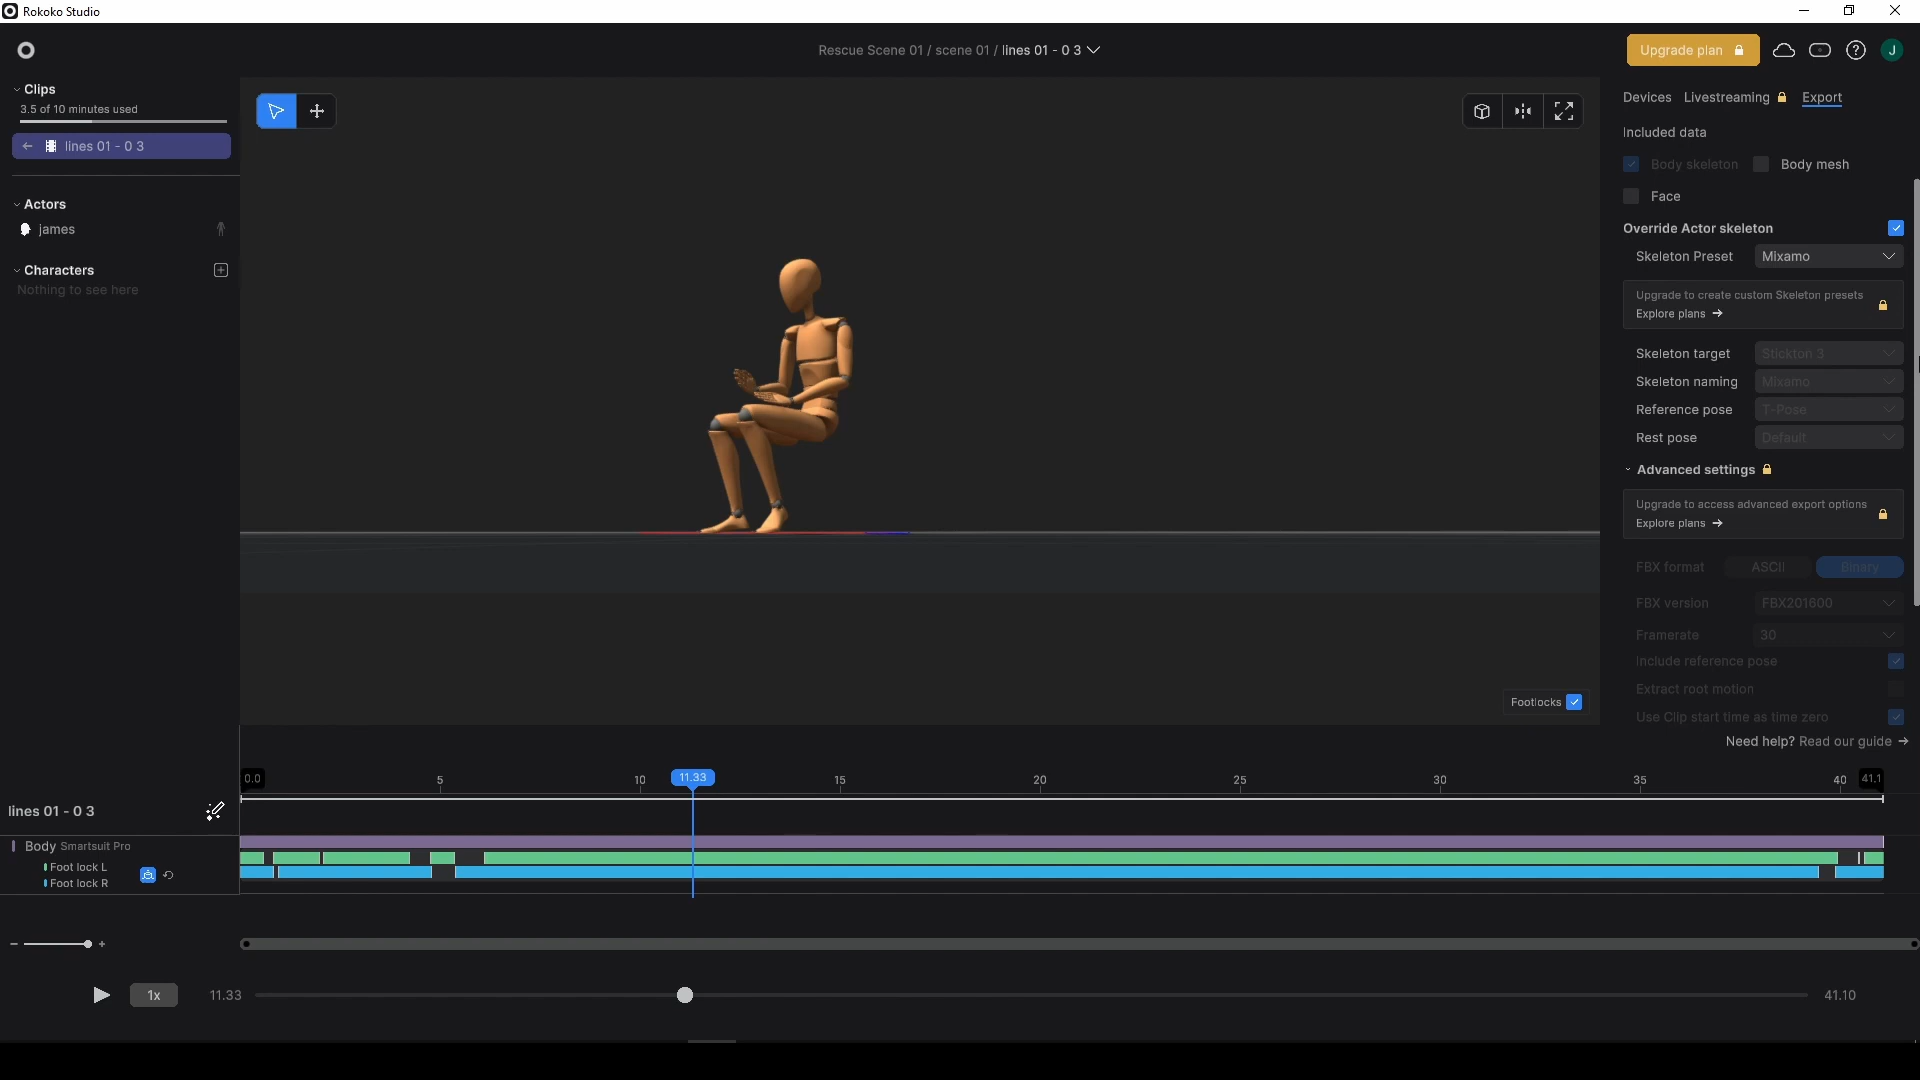 Rokoko Studio
Rescue Scene 01 / scene 01 / lines 01 - 0 3
Upgrade plan
J
Clips
3.5 of 10 minutes used
lines 01 - 0 3
Actors
james
Characters
Nothing to see here
Devices Livestreaming Export
Included data
Body skeleton Body mesh
Face
Override Actor skeleton
Skeleton Preset Mixamo
Upgrade to create custom Skeleton presets
Explore plans →
Skeleton target Stickton 3
Skeleton naming Mixamo
Reference pose T-Pose
Rest pose Default
Advanced settings
Upgrade to access advanced export options
Explore plans →
FBX format ASCII Binary
FBX version FBX201600
Framerate 30
Include reference pose
Extract root motion
Use Clip start time as time zero
Footlocks
Need help? Read our guide →
0.0 5 10 11.33 15 20 25 30 35 40 41.1
lines 01 - 0 3
Body Smartsuit Pro
Foot lock L
Foot lock R
- +
1x 11.33 41.10